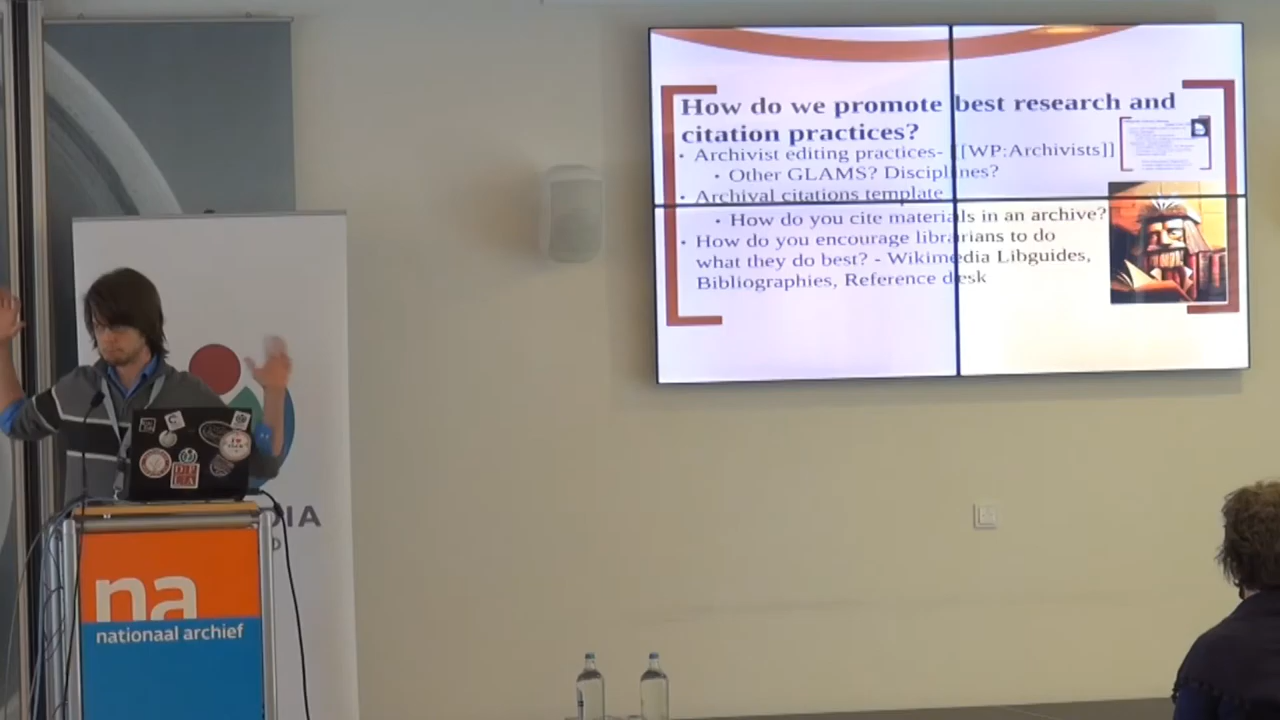 How do we promote best research and
citation practices?
• Archivist editing practices- [[WP:Archivists]]
• Other GLAMS? Disciplines?
• Archival citations template
• How do you cite materials in an archive?
• How do you encourage librarians to do
what they do best? - Wikimedia Libguides,
Bibliographies, Reference desk
DP
LA
DIA
D
na
nationaal archief